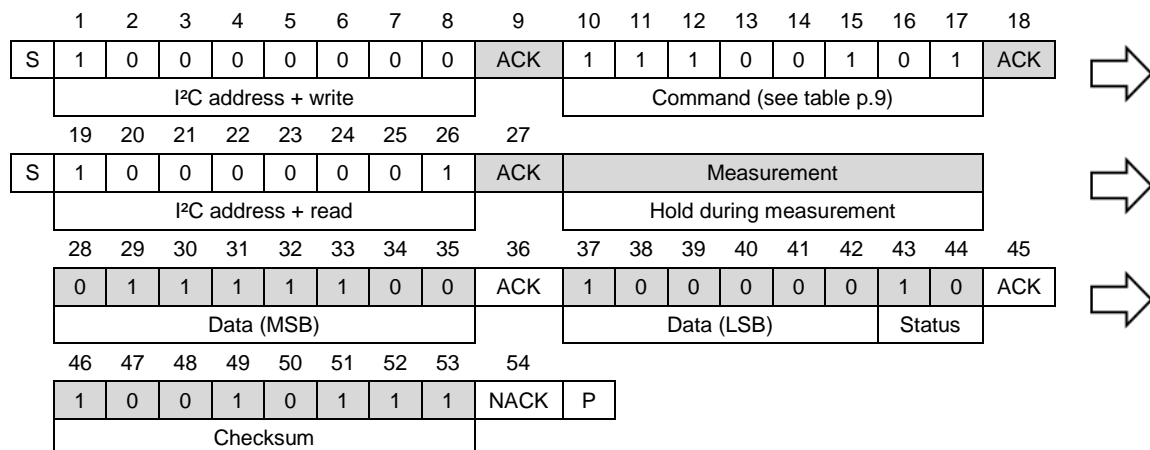 1 2 3 4 5 6 7 8 9 10 11 12 13 14 15 16 17 18
S 1 0 0 0 0 0 0 0 ACK 1 1 1 0 0 1 0 1 ACK
I²C address + write Command (see table p.9)
19 20 21 22 23 24 25 26 27
S 1 0 0 0 0 0 0 1 ACK Measurement
I²C address + read Hold during measurement
28 29 30 31 32 33 34 35 36 37 38 39 40 41 42 43 44 45
0 1 1 1 1 1 0 0 ACK 1 0 0 0 0 0 1 0 ACK
Data (MSB) Data (LSB) Status
46 47 48 49 50 51 52 53 54
1 0 0 1 0 1 1 1 NACK P
Checksum